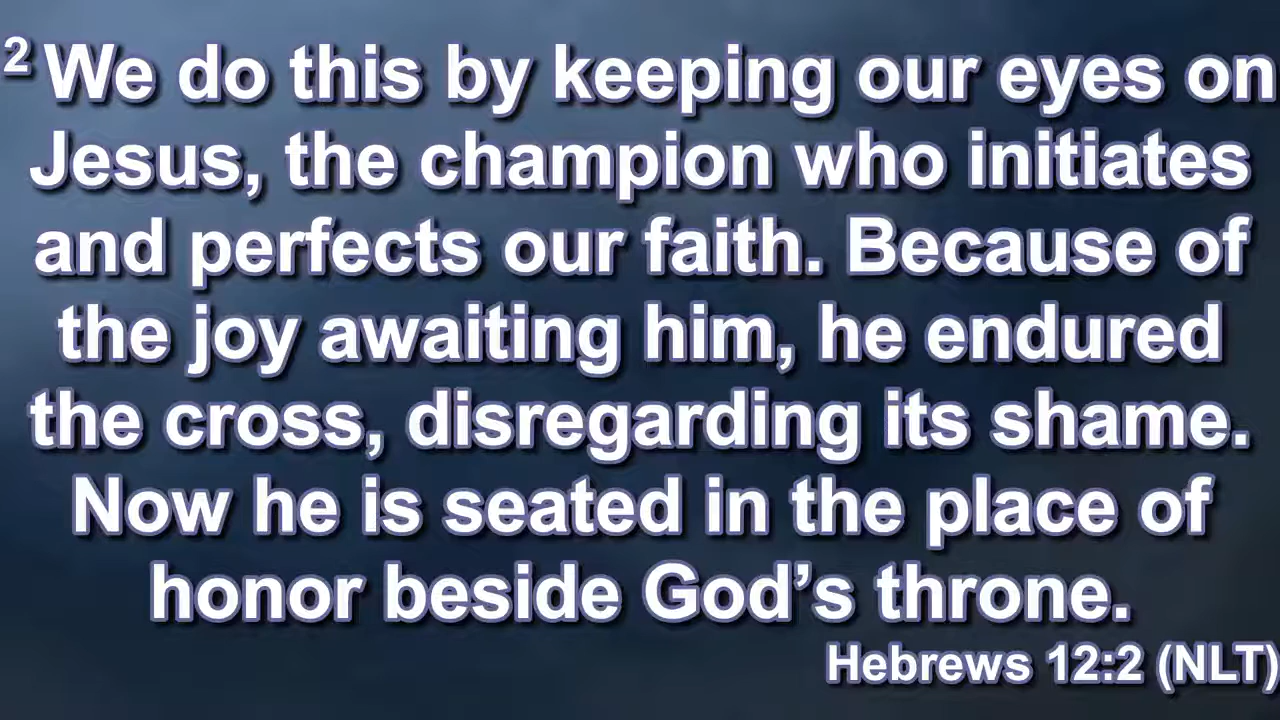 2 We do this by keeping our eyes on
Jesus, the champion who initiates
and perfects our faith. Because of
the joy awaiting him, he endured
the cross, disregarding its shame.
Now he is seated in the place of
honor beside God’s throne.
Hebrews 12:2 (NLT)